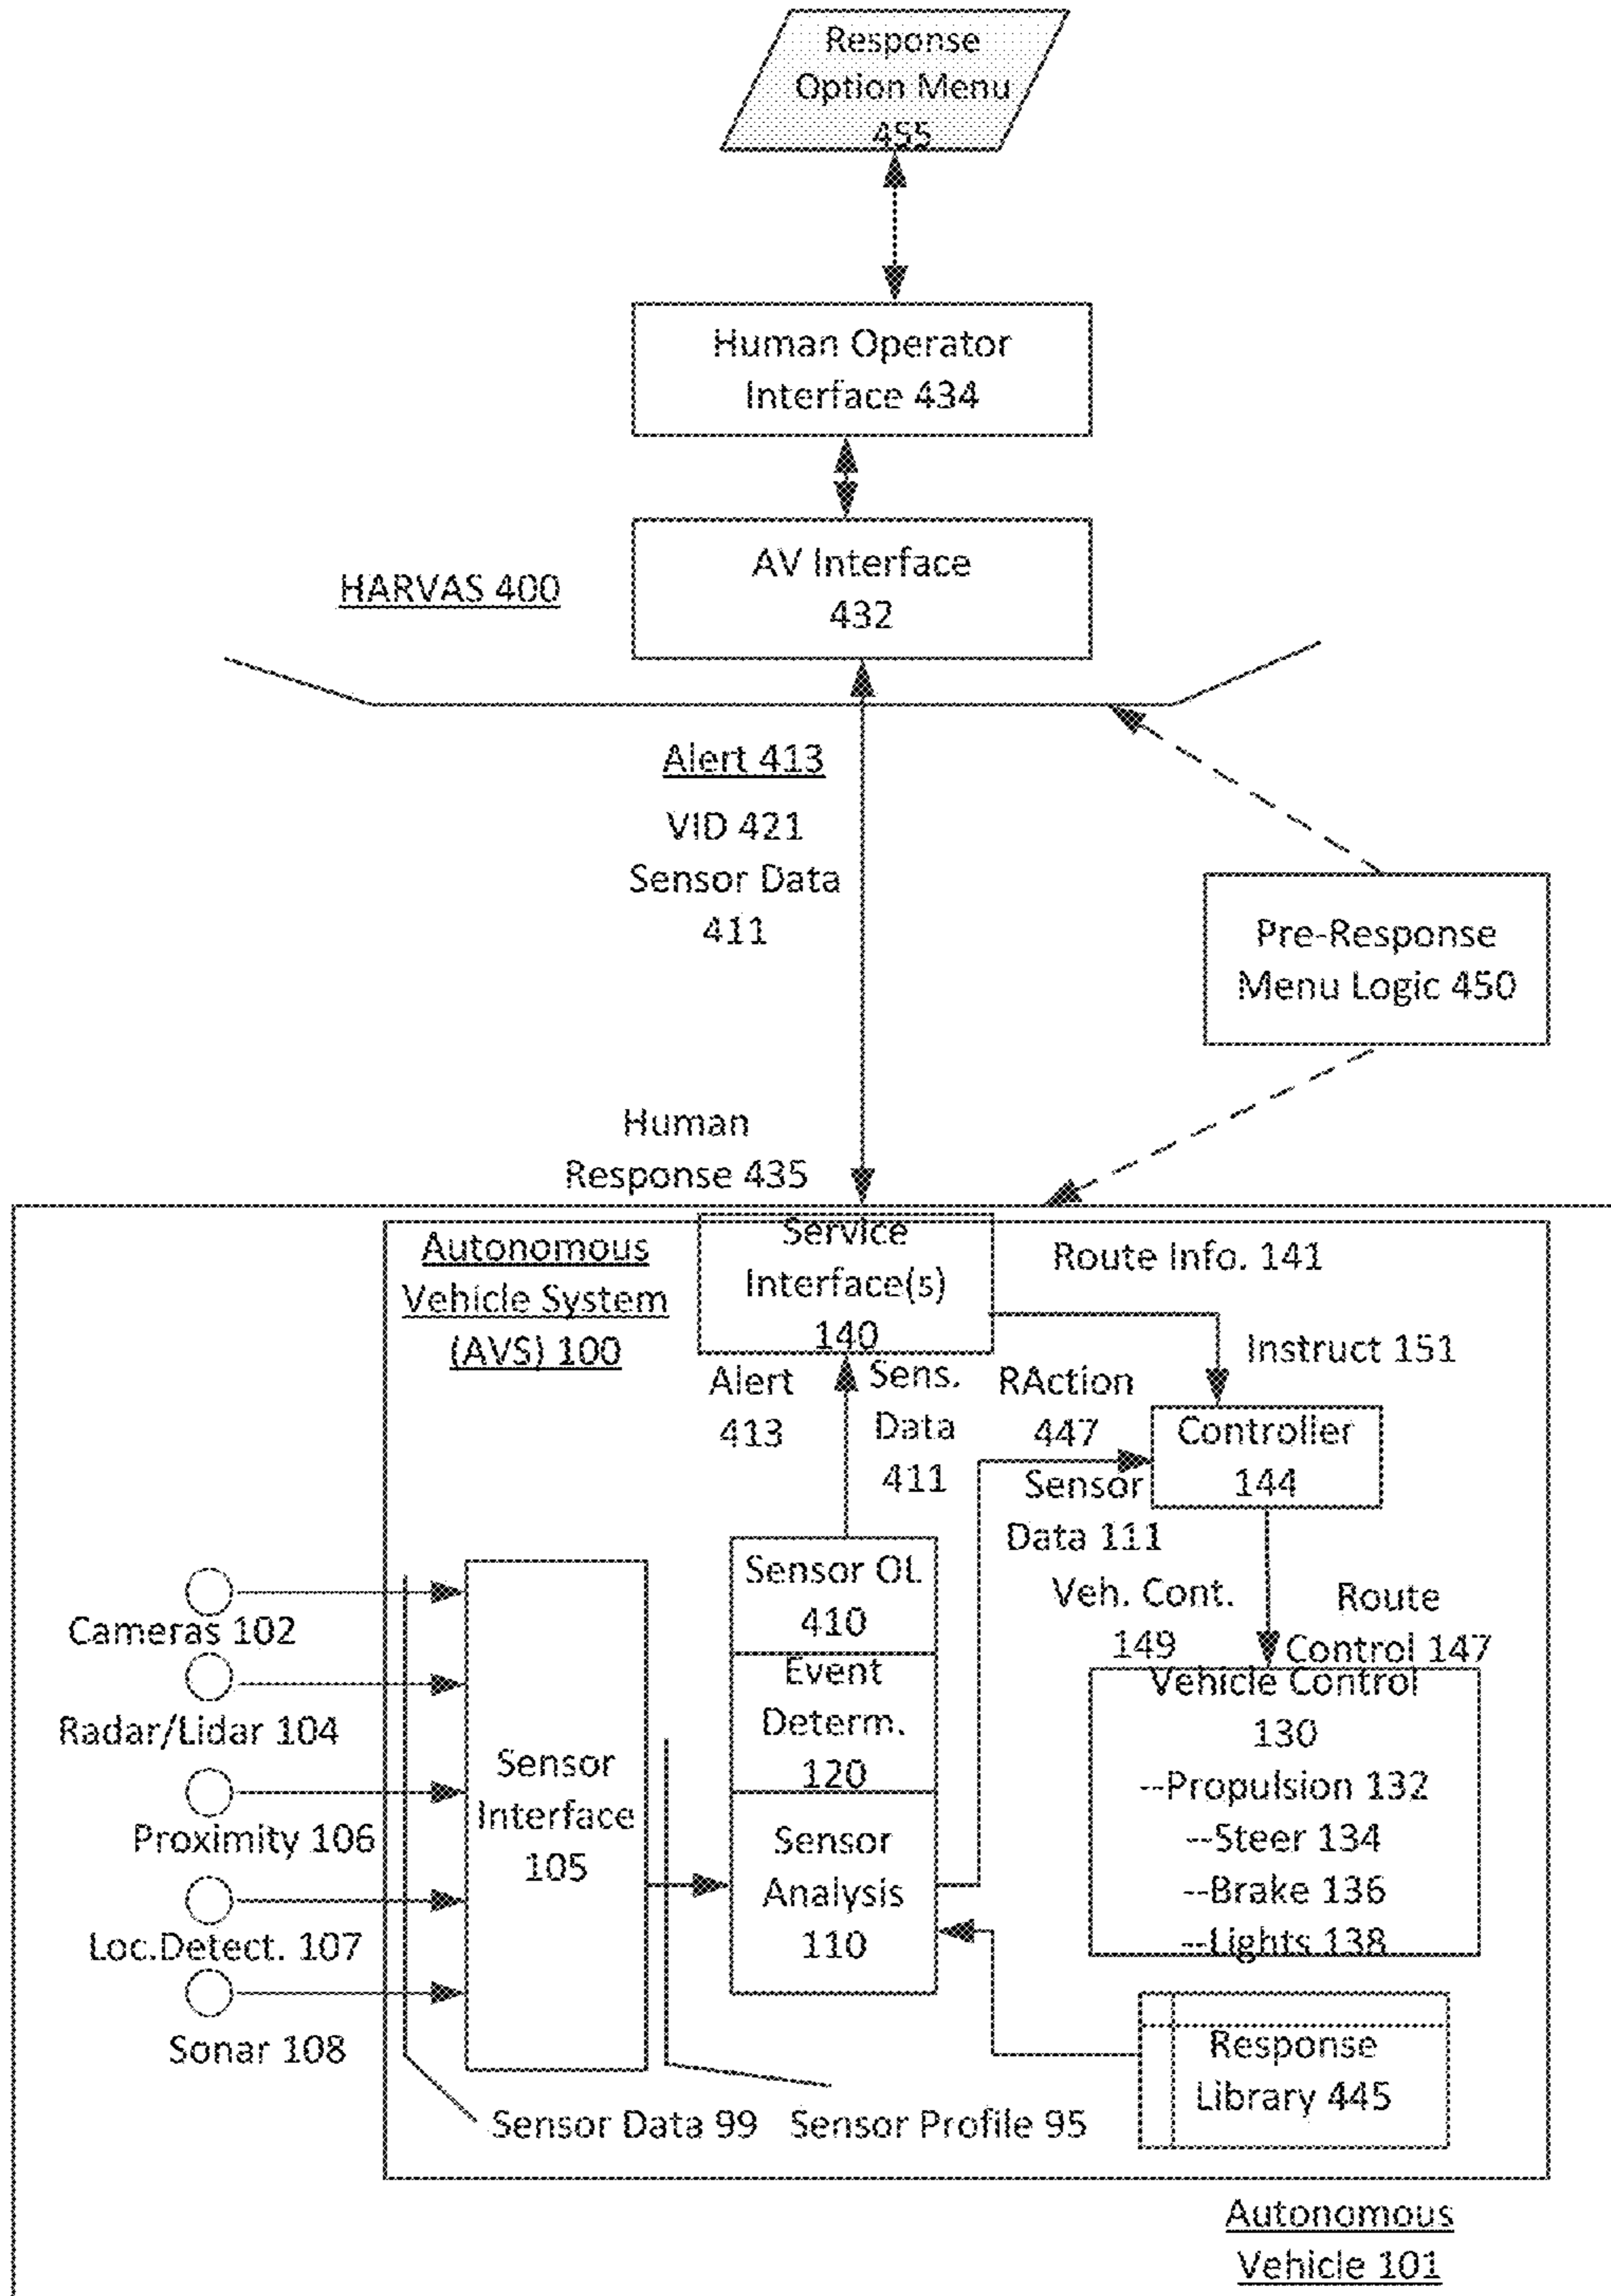 Response
Option Menu
455
Human Operator
Interface 434
AV Interface
432
HARVAS 400
Alert 413
VID 421
Sensor Data
411
Pre-Response
Menu Logic 450
Human
Response 435
Autonomous
Vehicle System
(AVS) 100
Service
Interface(s)
140
Route Info. 141
Instruct 151
Alert
413
Sens.
Data
411
RAction
447
Sensor
Data 111
Controller
144
Veh. Cont.
149
Route
Control 147
Cameras 102
Radar/Lidar 104
Proximity 106
Loc.Detect. 107
Sonar 108
Sensor
Interface
105
Sensor OL
410
Event
Determ.
120
Sensor
Analysis
110
Vehicle Control
130
--Propulsion 132
--Steer 134
--Brake 136
--Lights 138
Response
Library 445
Sensor Data 99
Sensor Profile 95
Autonomous
Vehicle 101